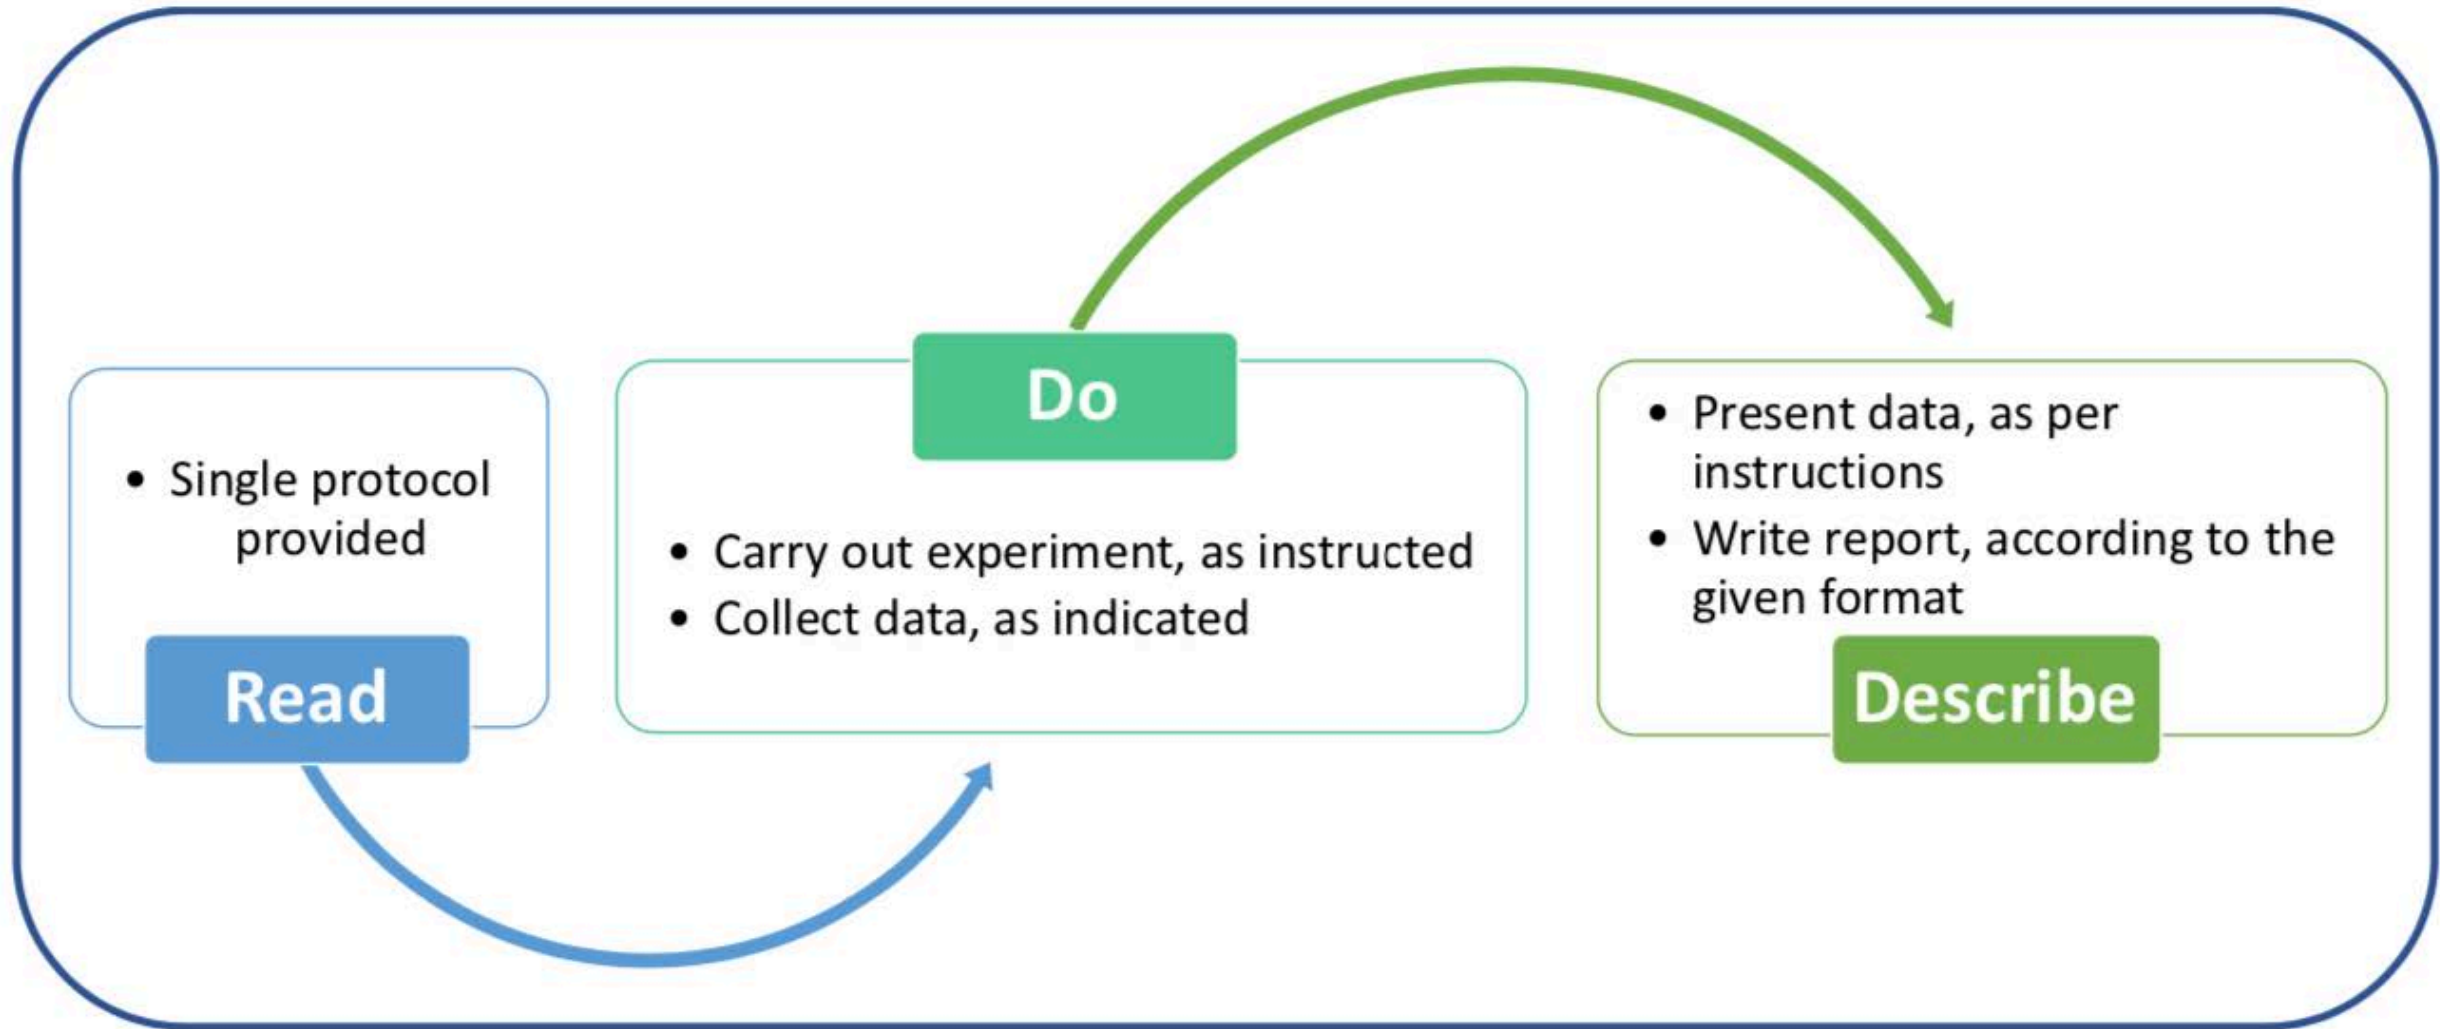 • Single protocol
provided
Read
Do
• Carry out experiment, as instructed
• Collect data, as indicated
• Present data, as per
instructions
• Write report, according to the
given format
Describe